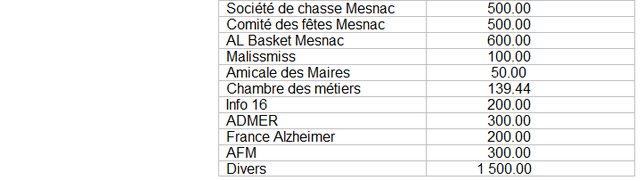 Société de chasse Mesnac 500.00
Comité des fêtes Mesnac 500.00
AL Basket Mesnac 600.00
Malissmiss 100.00
Amicale des Maires 50.00
Chambre des métiers 139.44
Info 16 200.00
ADMER 300.00
France Alzheimer 200.00
AFM 300.00
Divers 1 500.00